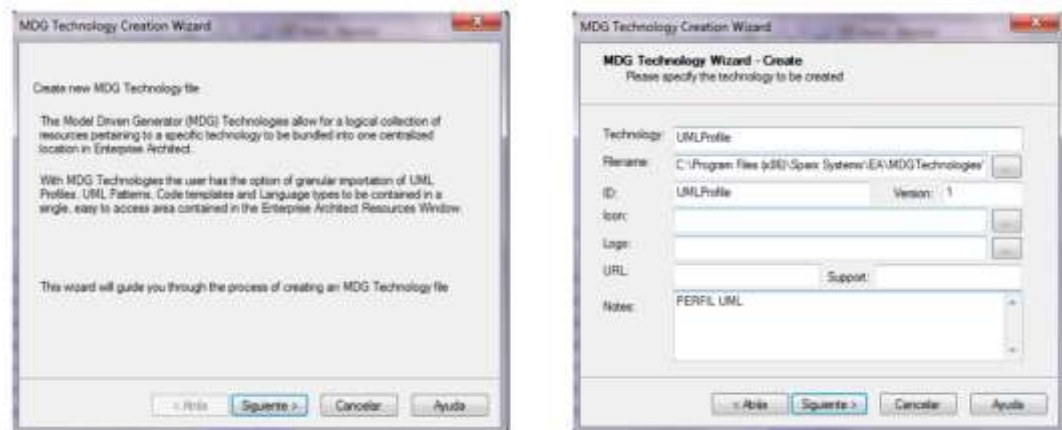 MDG Technology Creation Wizard
Create new MDG Technology file
The Model Driven Generator (MDG) Technologies allow for a logical collection of
resources pertaining to a specific technology to be bundled into one centralized
location in Enterprise Architect.
With MDG Technologies the user has the option of granular importation of UML
Profiles, UML Patterns, Code templates and Language types to be contained in a
single, easy to access area contained in the Enterprise Architect Resources Window.
This wizard will guide you through the process of creating an MDG Technology file
< Atrás
Siguiente >
Cancelar
Ayuda
MDG Technology Creation Wizard
MDG Technology Wizard - Create
Please specify the technology to be created
Technology: UMLProfile
Filename: C:\Program Files (x86)\Sparx Systems\EA\MDGTechnologies\ ...
ID: UMLProfile Version: 1
Icon: ...
Logo: ...
URL: Support:
Notes: PERFIL UML
< Atrás
Siguiente >
Cancelar
Ayuda